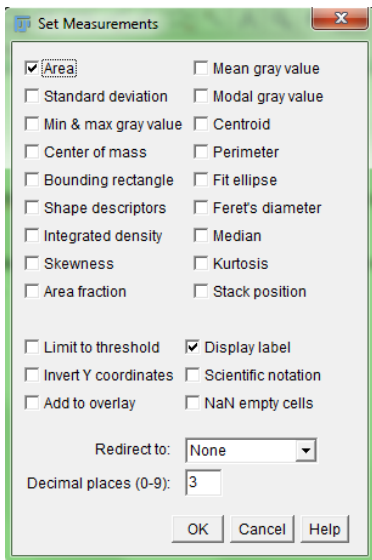 Set Measurements
Area Mean gray value
Standard deviation Modal gray value
Min & max gray value Centroid
Center of mass Perimeter
Bounding rectangle Fit ellipse
Shape descriptors Feret's diameter
Integrated density Median
Skewness Kurtosis
Area fraction Stack position
Limit to threshold Display label
Invert Y coordinates Scientific notation
Add to overlay NaN empty cells
Redirect to: None
Decimal places (0-9): 3
OK Cancel Help